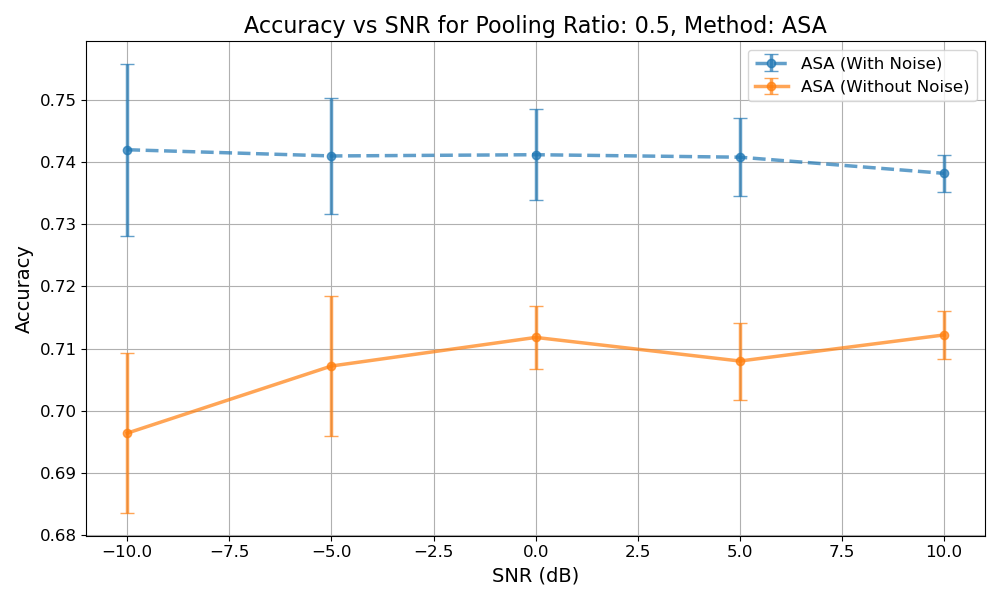 Accuracy vs SNR for Pooling Ratio: 0.5, Method: ASA
ASA (With Noise)
ASA (Without Noise)
Accuracy
0.75
0.74
0.73
0.72
0.71
0.70
0.69
0.68
−10.0 −7.5 −5.0 −2.5 0.0 2.5 5.0 7.5 10.0
SNR (dB)